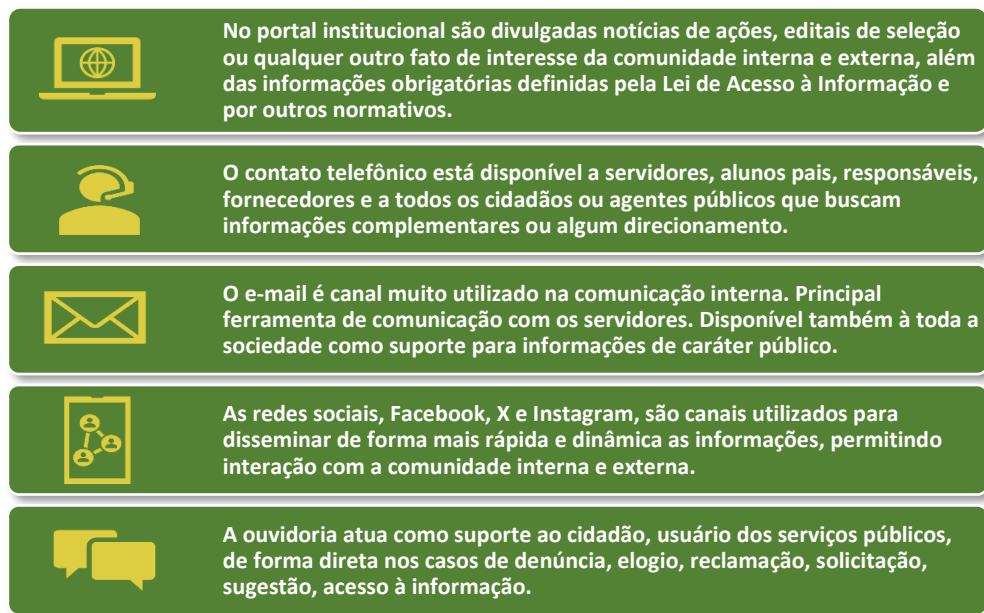 No portal institucional são divulgadas notícias de ações, editais de seleção
ou qualquer outro fato de interesse da comunidade interna e externa, além
das informações obrigatórias definidas pela Lei de Acesso à Informação e
por outros normativos.
O contato telefônico está disponível a servidores, alunos pais, responsáveis,
fornecedores e a todos os cidadãos ou agentes públicos que buscam
informações complementares ou algum direcionamento.
O e-mail é canal muito utilizado na comunicação interna. Principal
ferramenta de comunicação com os servidores. Disponível também à toda a
sociedade como suporte para informações de caráter público.
As redes sociais, Facebook, X e Instagram, são canais utilizados para
disseminar de forma mais rápida e dinâmica as informações, permitindo
interação com a comunidade interna e externa.
A ouvidoria atua como suporte ao cidadão, usuário dos serviços públicos,
de forma direta nos casos de denúncia, elogio, reclamação, solicitação,
sugestão, acesso à informação.